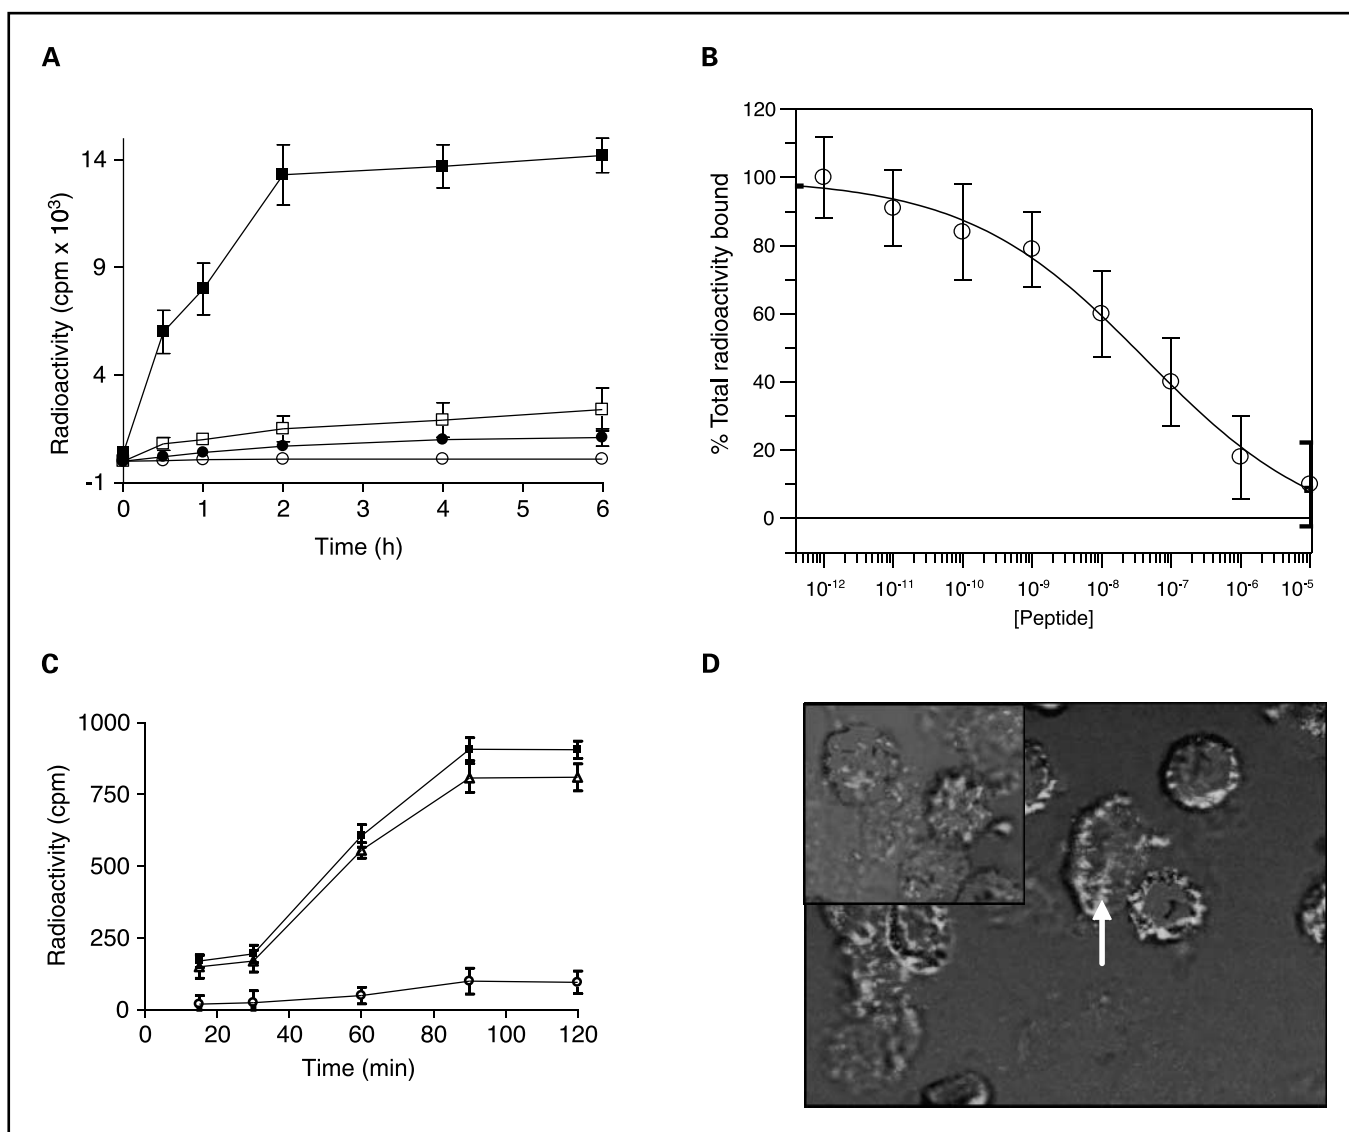 A
14
9
4
-1
Radioactivity (cpm x 10³)
0 1 2 3 4 5 6
Time (h)
B
120
100
80
60
40
20
0
% Total radioactivity bound
10⁻¹² 10⁻¹¹ 10⁻¹⁰ 10⁻⁹ 10⁻⁸ 10⁻⁷ 10⁻⁶ 10⁻⁵
[Peptide]
C
1000
750
500
250
0
Radioactivity (cpm)
0 20 40 60 80 100 120
Time (min)
D